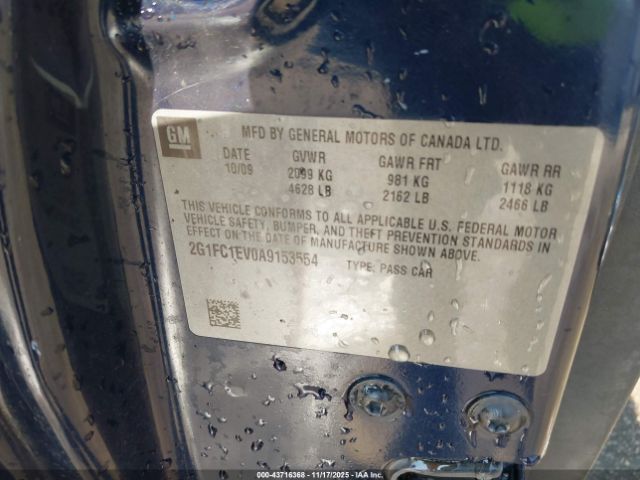 GM
MFD BY GENERAL MOTORS OF CANADA LTD.
DATE GVWR GAWR FRT GAWR RR
10/09 2099 KG 981 KG 1118 KG
4628 LB 2162 LB 2466 LB
THIS VEHICLE CONFORMS TO ALL APPLICABLE U.S. FEDERAL MOTOR
VEHICLE SAFETY, BUMPER, AND THEFT PREVENTION STANDARDS IN
EFFECT ON THE DATE OF MANUFACTURE SHOWN ABOVE.
2G1FC1EV0A9153554 TYPE: PASS CAR
000-43716368 - 11/17/2025 - IAAI.COM